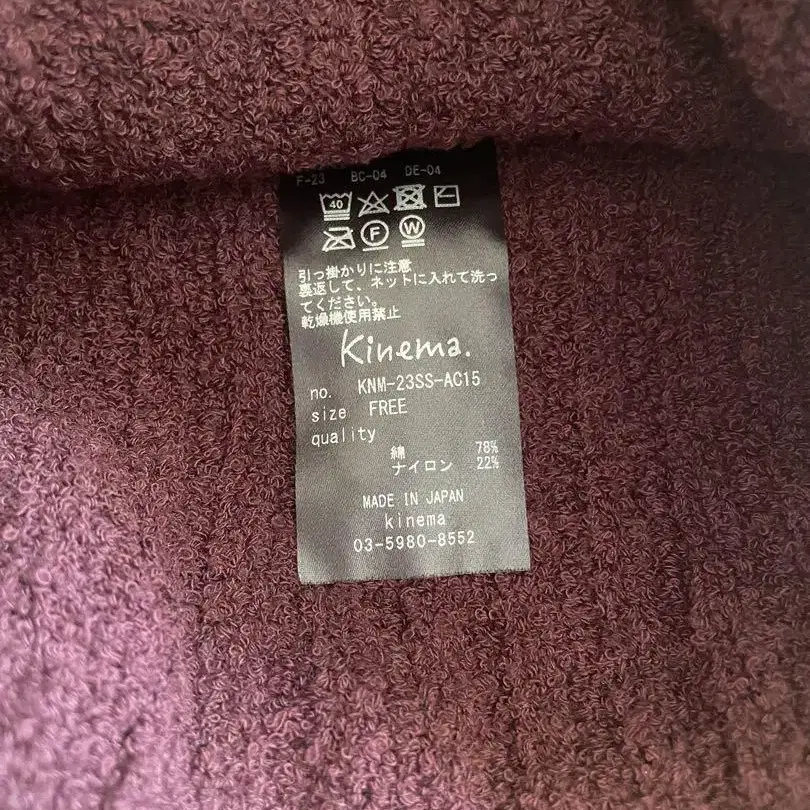 F-23 BC-04 DE-04
40
F W
引っ掛かりに注意
裏返して、ネットに入れて洗っ
てください。
乾燥機使用禁止
Kinema.
no. KNM-23SS-AC15
size FREE
quality
綿 78%
ナイロン 22%
MADE IN JAPAN
kinema
03-5980-8552